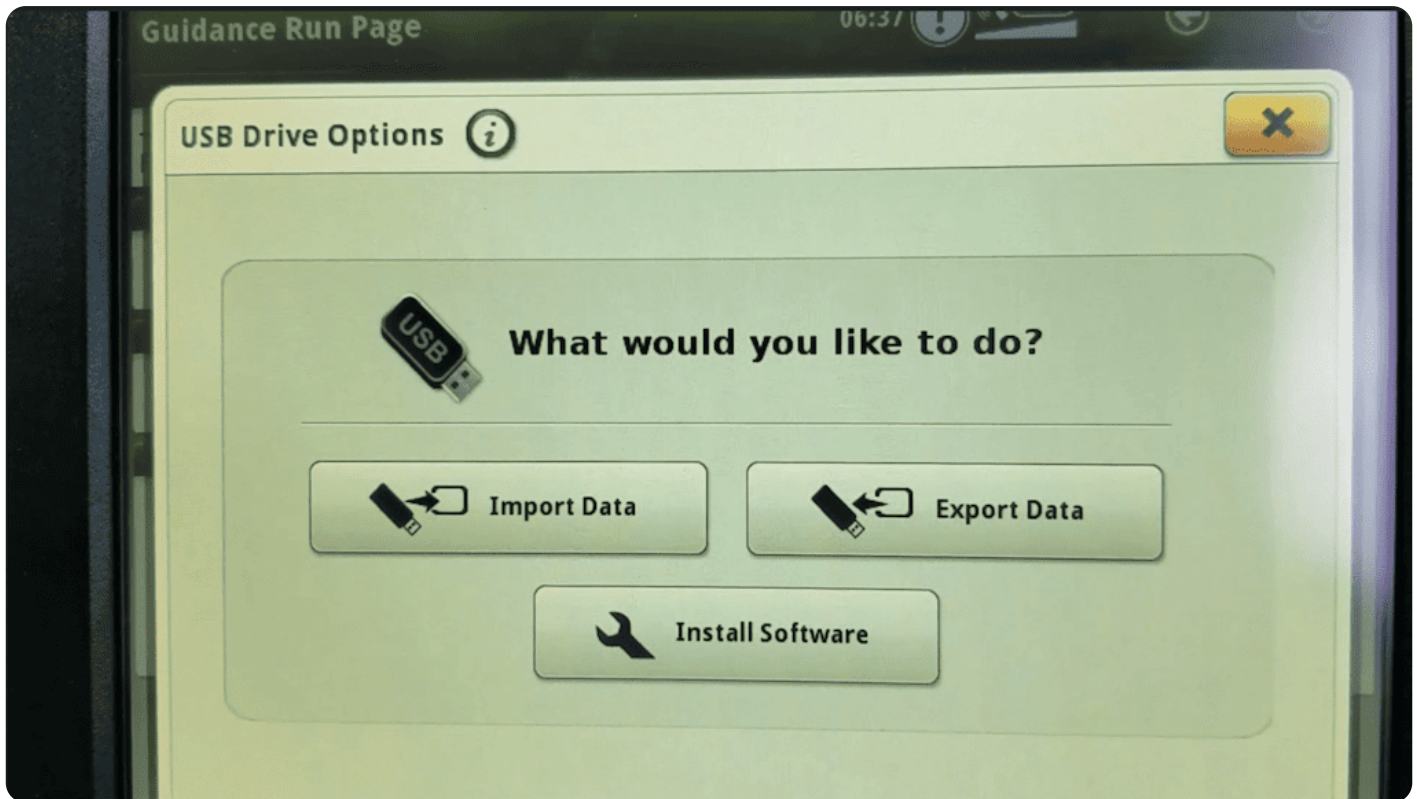 Guidance Run Page
06:37
USB Drive Options
USB
What would you like to do?
Import Data
Export Data
Install Software